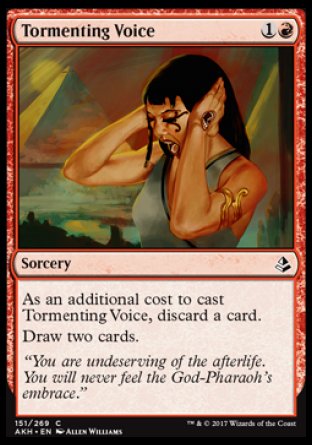 Tormenting Voice 1
Sorcery
As an additional cost to cast
Tormenting Voice, discard a card.
Draw two cards.
“You are undeserving of the afterlife.
You will never feel the God-Pharaoh’s
embrace.”
151/269 C
AKH • EN ALLEN WILLIAMS ™ & © 2017 Wizards of the Coast